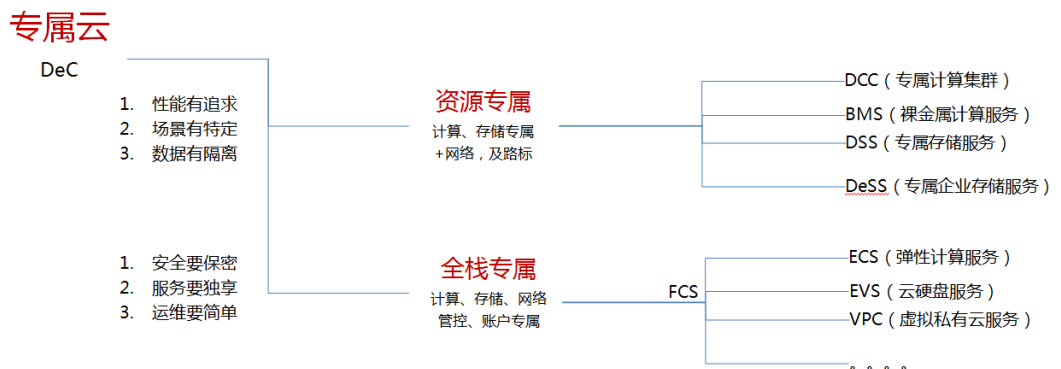 专属云
DeC
1. 性能有追求
2. 场景有特定
3. 数据有隔离
资源专属
计算、存储专属
+网络，及路标
DCC（专属计算集群）
BMS（裸金属计算服务）
DSS（专属存储服务）
DeSS（专属企业存储服务）
1. 安全要保密
2. 服务要独享
3. 运维要简单
全栈专属
计算、存储、网络
管控、账户专属
FCS
ECS（弹性计算服务）
EVS（云硬盘服务）
VPC（虚拟私有云服务）
。。。。